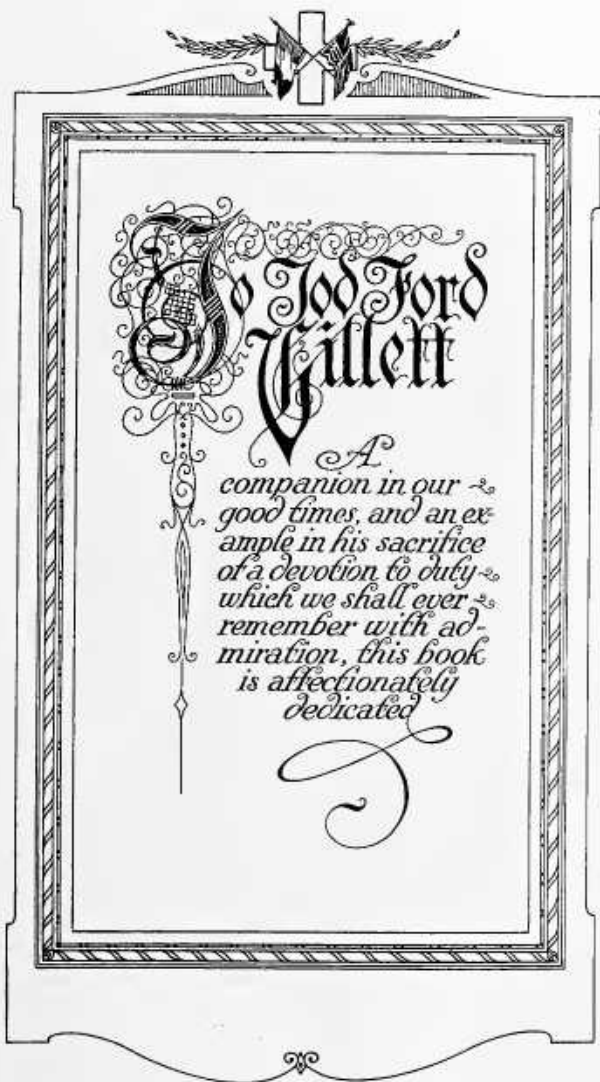 To Tod Ford
Gillett
A
companion in our
good times, and an ex-
ample in his sacrifice
of a devotion to duty
which we shall ever
remember with ad-
miration, this book
is affectionately
dedicated